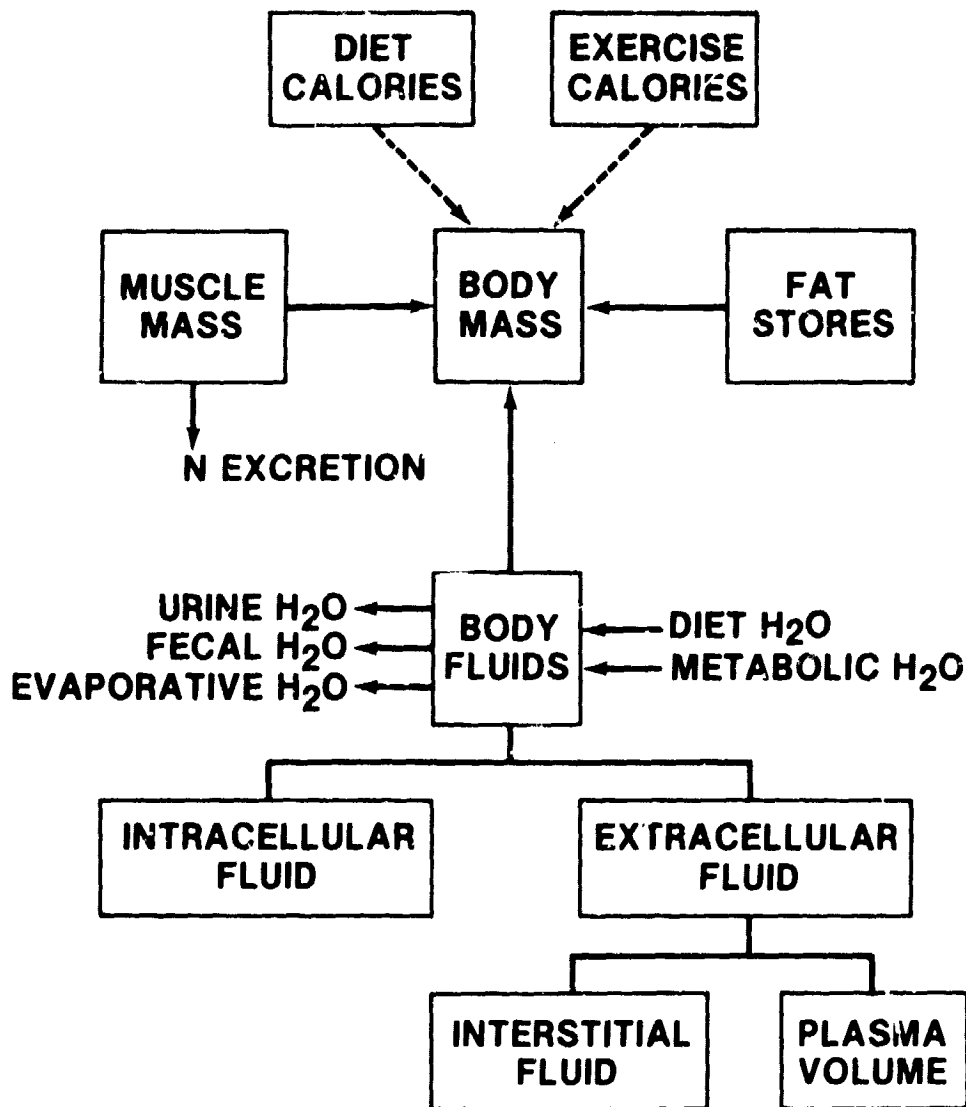 DIET
CALORIES
EXERCISE
CALORIES
MUSCLE
MASS
BODY
MASS
FAT
STORES
N EXCRETION
URINE H₂O
FECAL H₂O
EVAPORATIVE H₂O
BODY
FLUIDS
DIET H₂O
METABOLIC H₂O
INTRACELLULAR
FLUID
EXTRACELLULAR
FLUID
INTERSTITIAL
FLUID
PLASMA
VOLUME